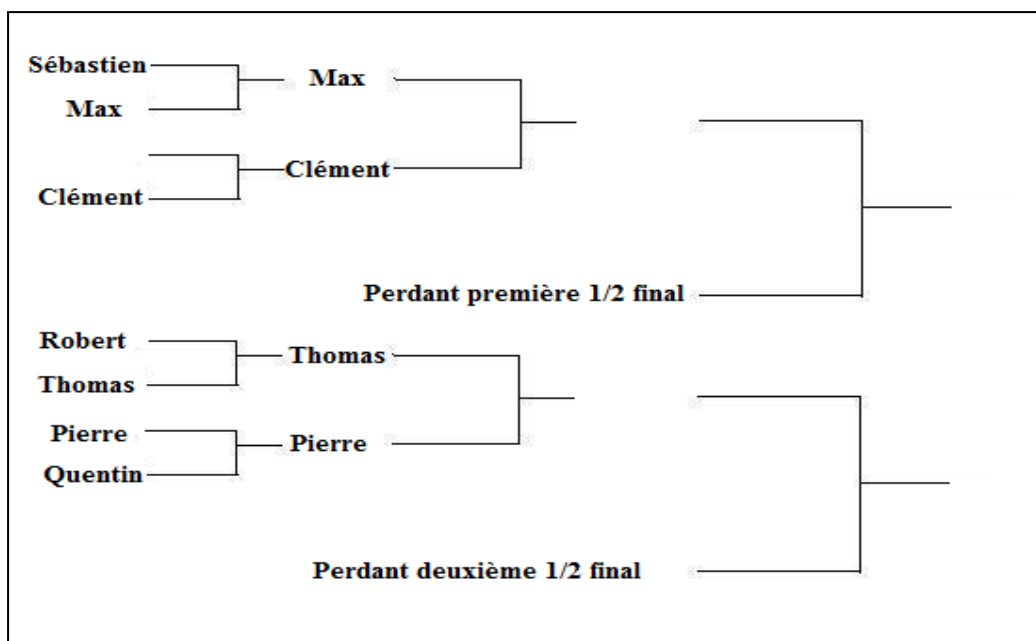 Sébastien
Max
Max
Clément
Clément
Perdant première 1/2 final
Robert
Thomas
Thomas
Pierre
Pierre
Quentin
Perdant deuxième 1/2 final